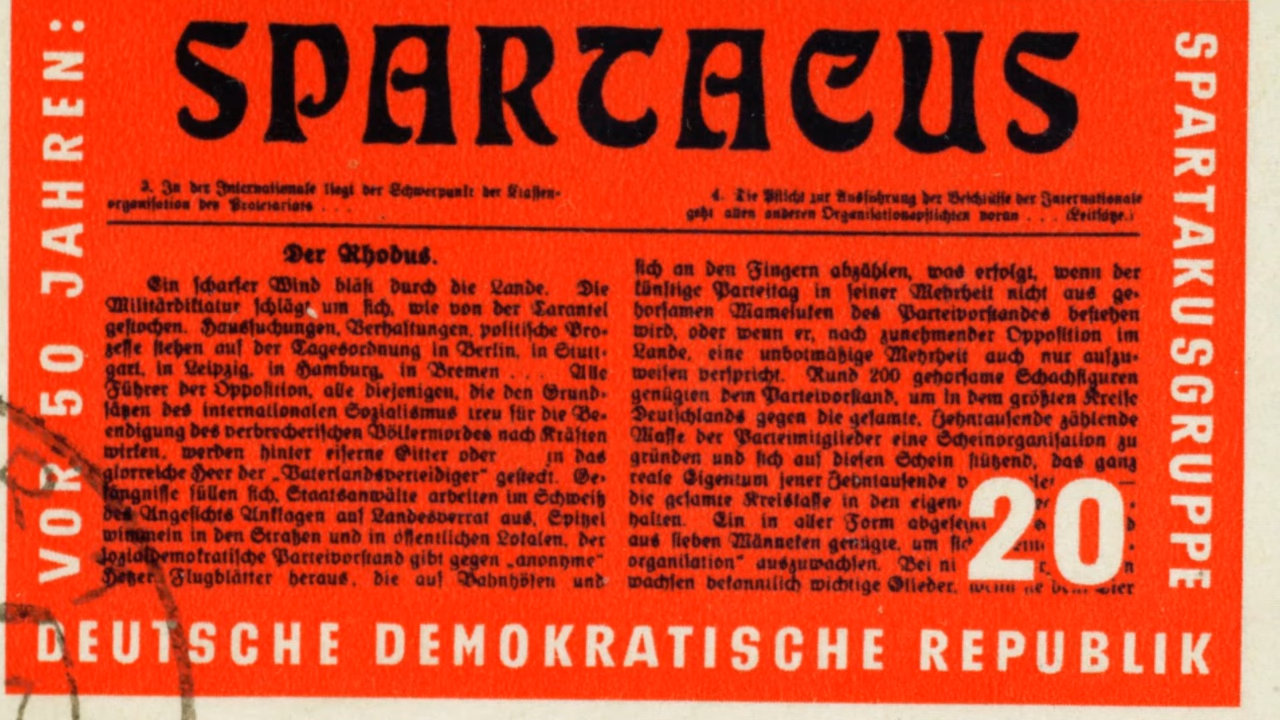 VOR 50 JAHREN:
SPARTACUS
SPARTAKUSGRUPPE
3. In der Internationale liegt der Schwerpunkt der Klassen-
organisation des Proletariats . . .
4. Die Pflicht zur Ausführung der Beschlüsse der Internationale
geht allen anderen Organisationspflichten voran . . . (Leitsätze.)
Der Rhodus.
Ein scharfer Wind bläst durch die Lande. Die
Militärdiktatur schlägt um sich, wie von der Tarantel
gestochen. Haussuchungen, Verhaftungen, politische Pro-
zesse stehen auf der Tagesordnung in Berlin, in Stutt-
gart, in Leipzig, in Hamburg, in Bremen . . . Alle
Führer der Opposition, alle diejenigen, die den Grund-
sätzen des internationalen Sozialismus treu für die Be-
endigung des verbrecherischen Völkermordes nach Kräften
wirken, werden hinter eiserne Gitter oder in das
glorreiche Heer der „Vaterlandsverteidiger“ gesteckt. Ge-
fängnisse füllen sich, Staatsanwälte arbeiten im Schweiß
des Angesichts Anklagen auf Landesverrat aus, Spitzel
wimmeln in den Straßen und in öffentlichen Lokalen, der
sozialdemokratische Parteivorstand gibt gegen „anonyme“
Hetzer Flugblätter heraus, die auf Bahnhöfen und
sich an den Fingern abzählen, was erfolgt, wenn der
künftige Parteitag in seiner Mehrheit nicht aus ge-
horsamen Mameluken des Parteivorstandes bestehen
wird, oder wenn er, nach zunehmender Opposition im
Lande, eine unbotmäßige Mehrheit auch nur aufzu-
weisen verspricht. Rund 200 gehorsame Schachfiguren
genügten dem Parteivorstand, um in dem größten Kreise
Deutschlands gegen die gesamte, Zehntausende zählende
Masse der Parteimitglieder eine Scheinorganisation zu
gründen und sich auf diesen Schein stützend, das ganz
reale Eigentum jener Zehntausende
die gesamte Kreiskasse in den eigen
halten. Ein in aller Form
aus sieben Männeken genügte, um
organisation“ auszuwachsen. Bei
wachsen bekanntlich wichtige Glieder,
20
DEUTSCHE DEMOKRATISCHE REPUBLIK